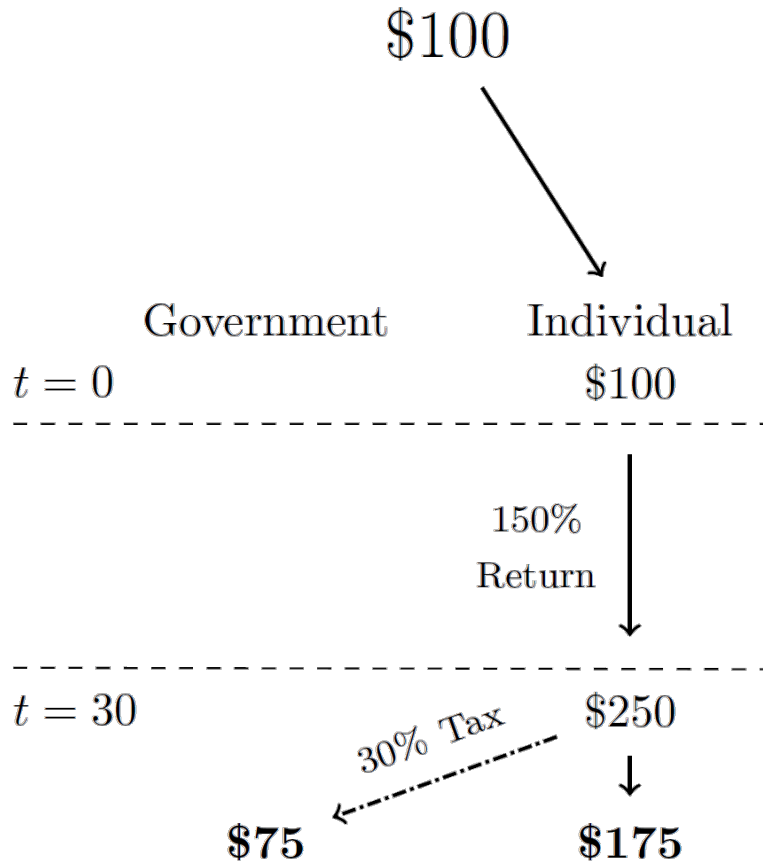 $100
Government Individual
t = 0 $100
150%
Return
t = 30 $250
30% Tax
$75 $175